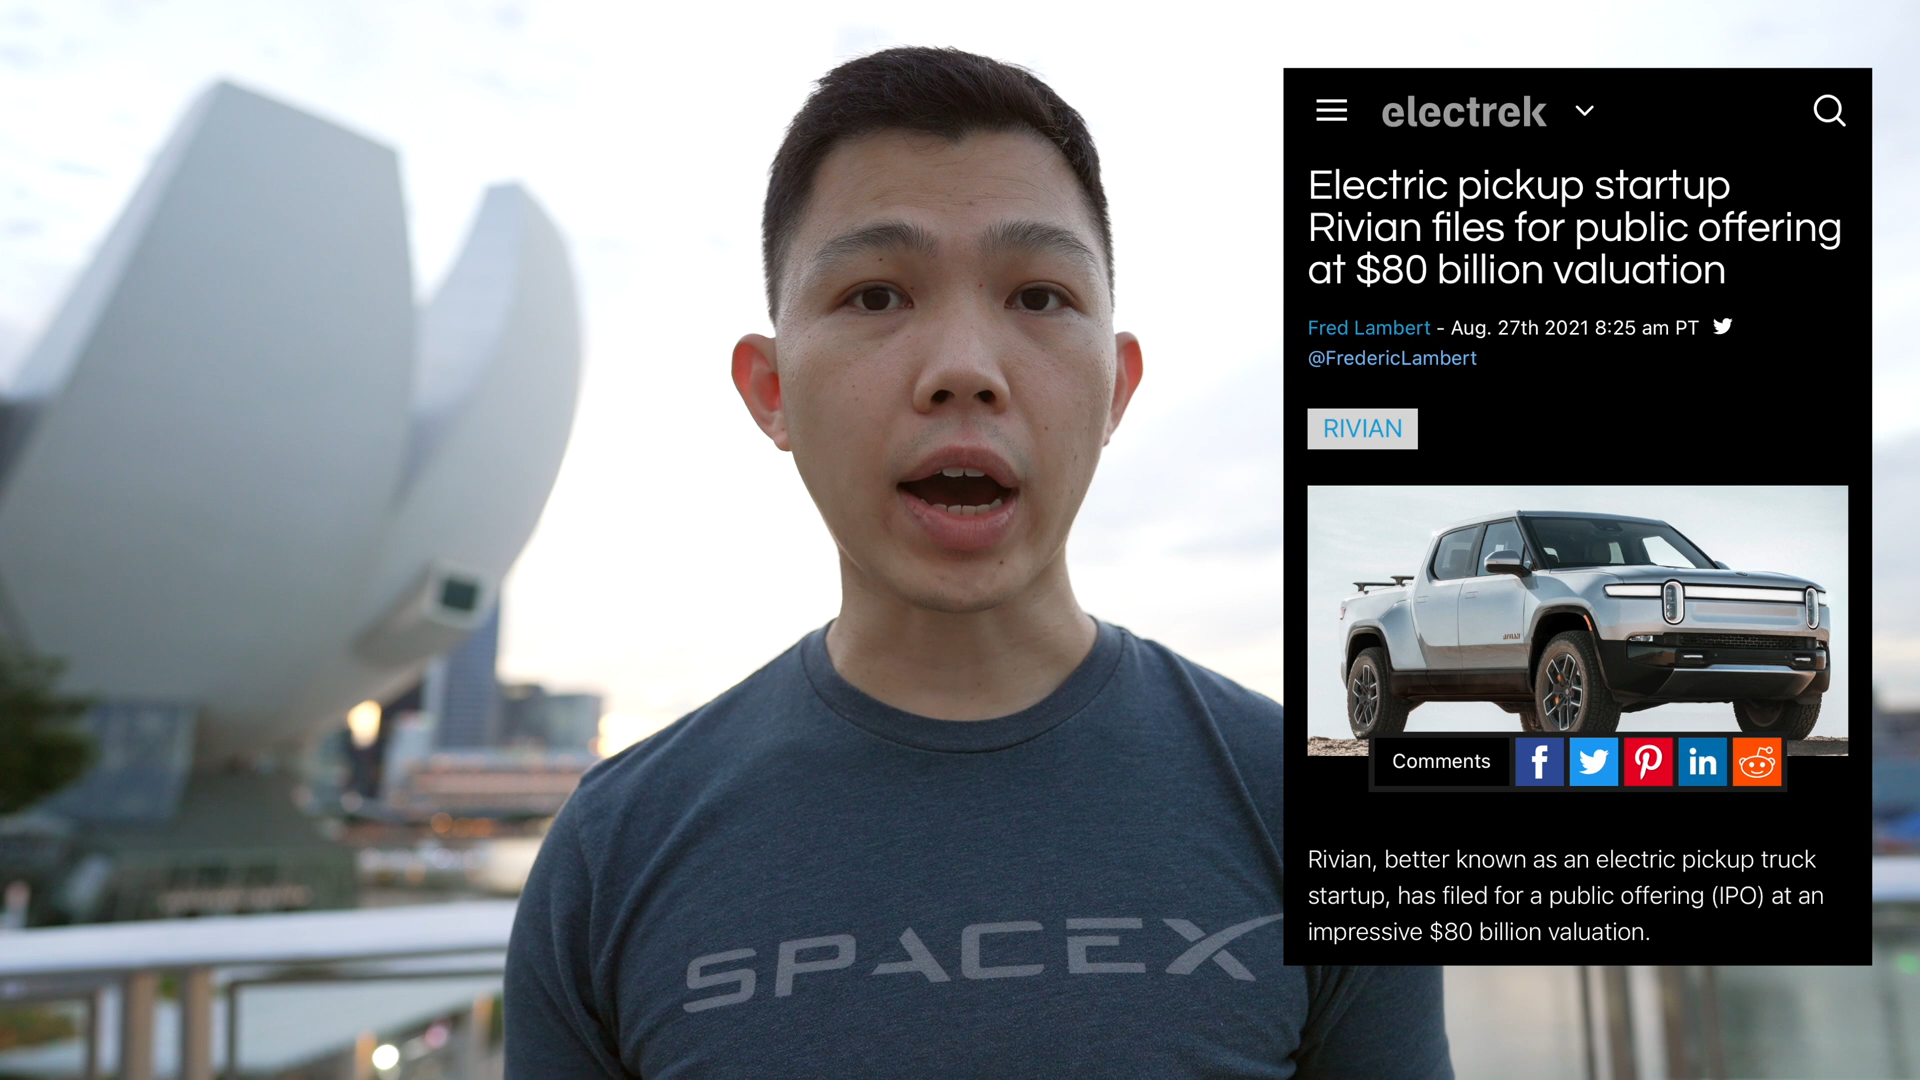 electrek
Electric pickup startup
Rivian files for public offering
at $80 billion valuation
Fred Lambert - Aug. 27th 2021 8:25 am PT
@FredericLambert
RIVIAN
RIVIAN
Comments
Rivian, better known as an electric pickup truck
startup, has filed for a public offering (IPO) at an
impressive $80 billion valuation.
SPACEX